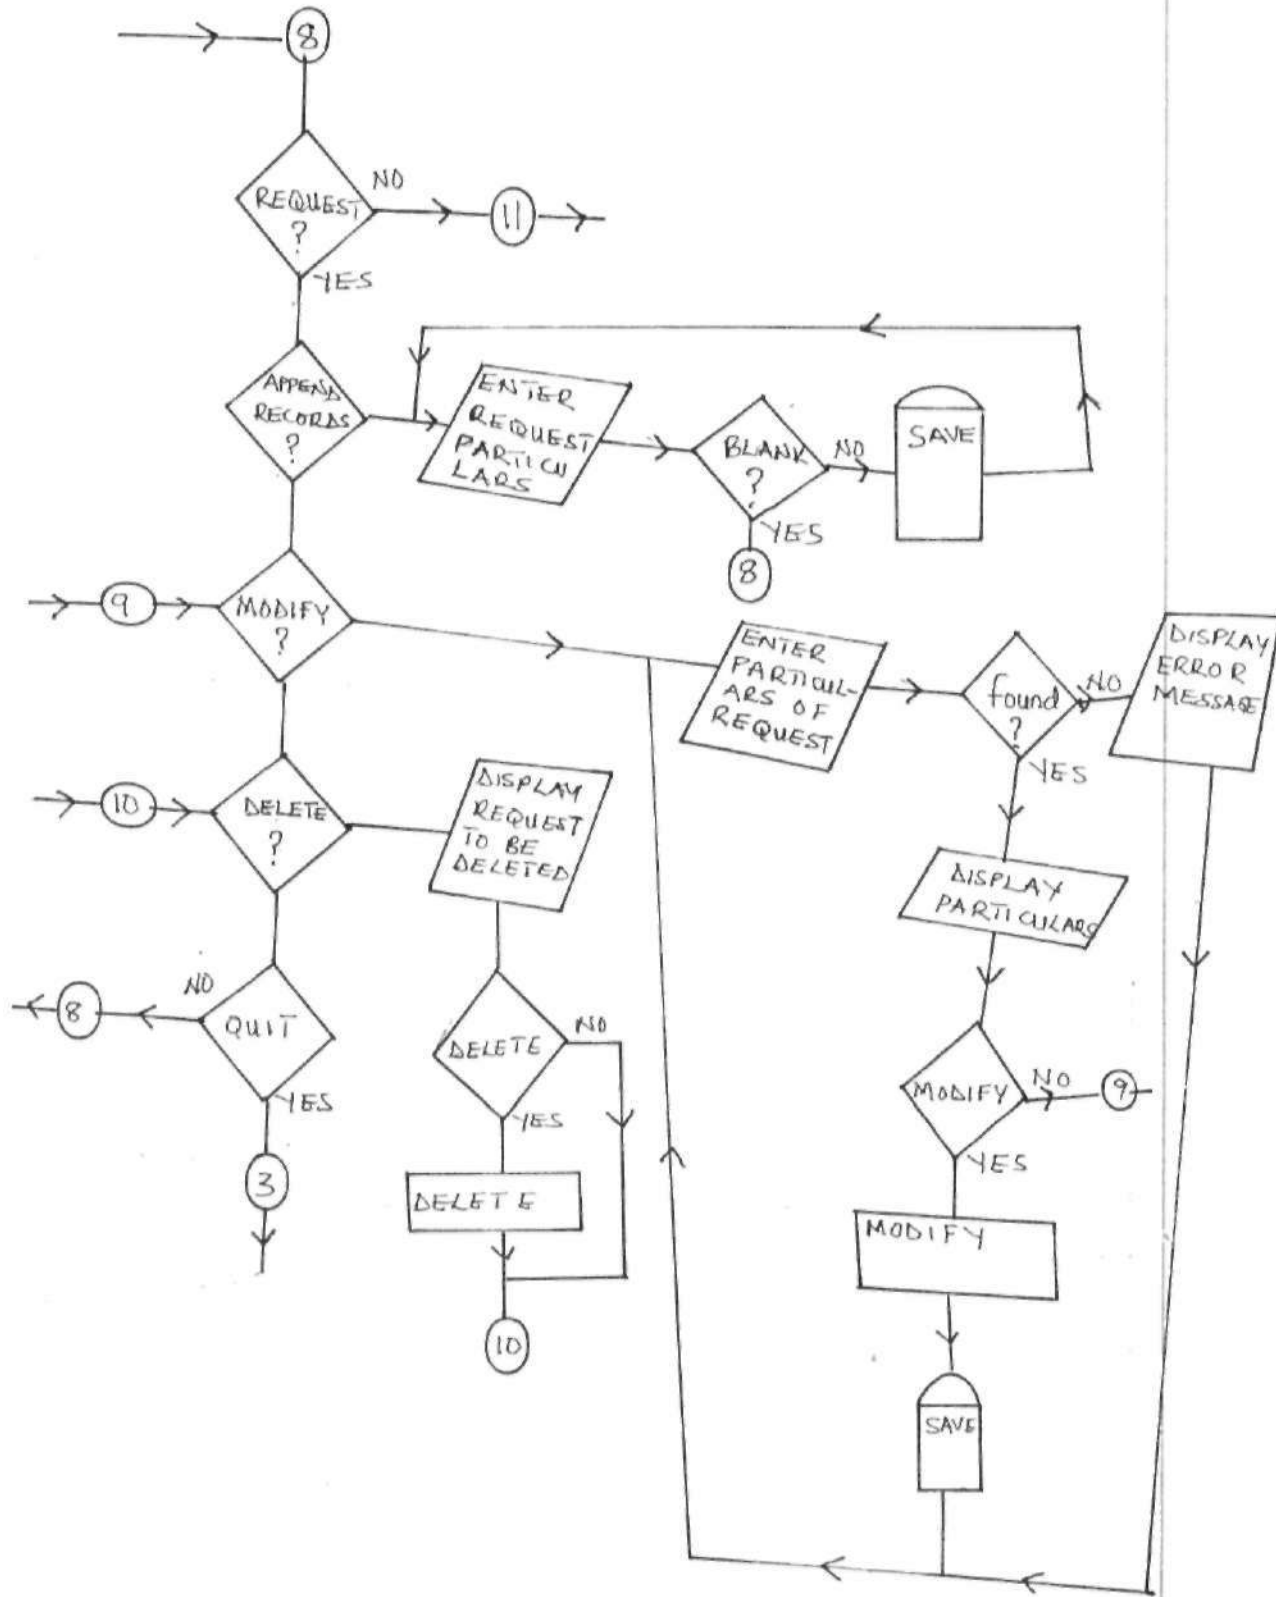 8
REQUEST
?
NO
11
YES
APPEND
RECORDS
?
ENTER
REQUEST
PARTICU
LARS
BLANK
?
NO
SAVE
YES
8
9
MODIFY
?
ENTER
PARTICUL-
ARS OF
REQUEST
found
?
NO
DISPLAY
ERROR
MESSAGE
YES
10
DELETE
?
DISPLAY
REQUEST
TO BE
DELETED
DISPLAY
PARTICULARS
8
NO
QUIT
YES
3
DELETE
NO
YES
DELETE
10
MODIFY
NO
9
YES
MODIFY
SAVE